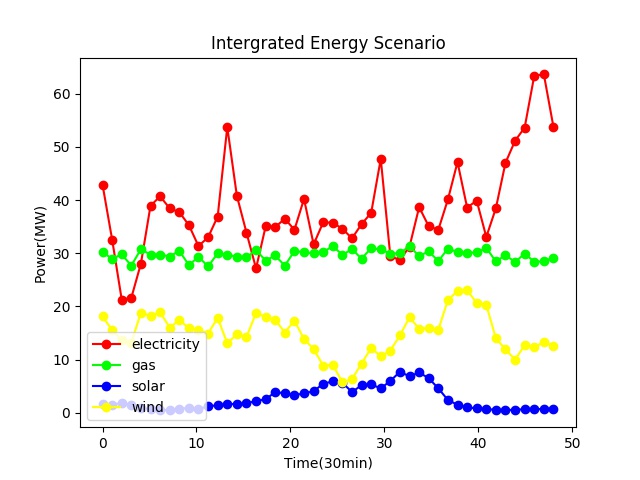 Intergrated Energy Scenario
Power(MW)
60
50
40
30
20
10
0
electricity
gas
solar
wind
0 10 20 30 40 50
Time(30min)